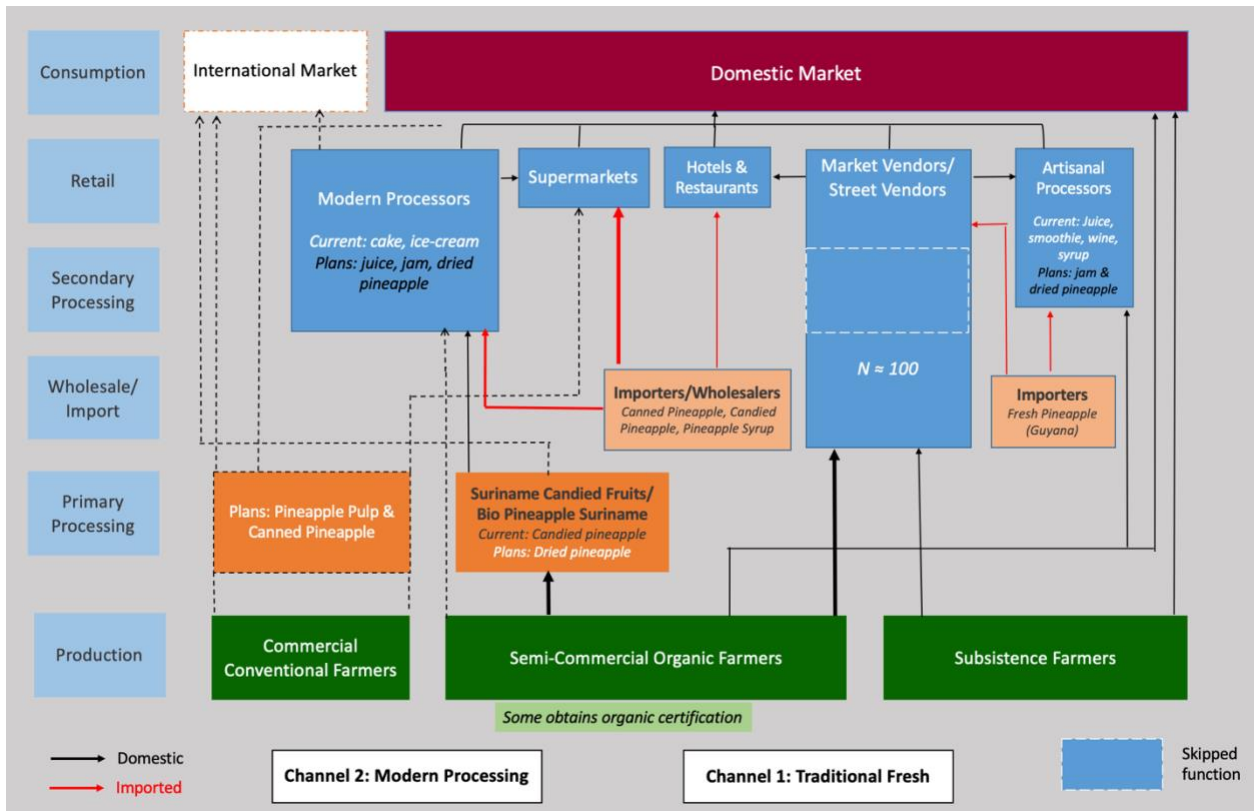 Consumption
International Market
Domestic Market
Retail
Modern Processors
Current: cake, ice-cream
Plans: juice, jam, dried
pineapple
Supermarkets
Hotels &
Restaurants
Market Vendors/
Street Vendors
N ≈ 100
Artisanal
Processors
Current: Juice,
smoothie, wine,
syrup
Plans: jam &
dried pineapple
Secondary
Processing
Wholesale/
Import
Importers/Wholesalers
Canned Pineapple, Candied
Pineapple, Pineapple Syrup
Importers
Fresh Pineapple
(Guyana)
Primary
Processing
Plans: Pineapple Pulp &
Canned Pineapple
Suriname Candied Fruits/
Bio Pineapple Suriname
Current: Candied pineapple
Plans: Dried pineapple
Production
Commercial
Conventional Farmers
Semi-Commercial Organic Farmers
Subsistence Farmers
Some obtains organic certification
Domestic
Imported
Channel 2: Modern Processing
Channel 1: Traditional Fresh
Skipped
function